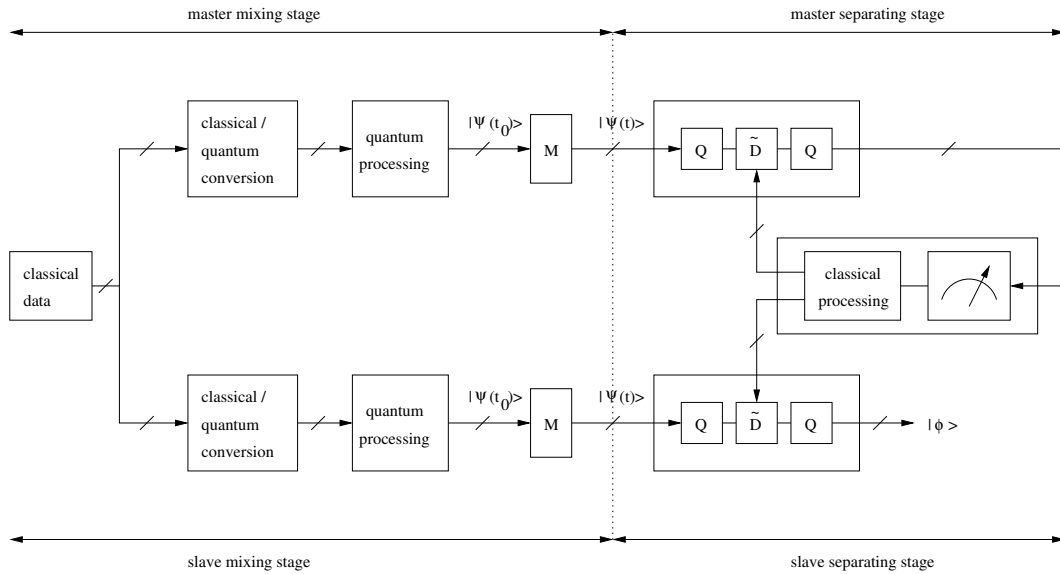 master mixing stage
master separating stage
classical /
quantum
conversion
quantum
processing
|Ψ(t₀)>
M
|Ψ(t)>
Q
D̃
Q
classical
data
classical
processing
classical /
quantum
conversion
quantum
processing
|Ψ(t₀)>
M
|Ψ(t)>
Q
D̃
Q
|ϕ >
slave mixing stage
slave separating stage